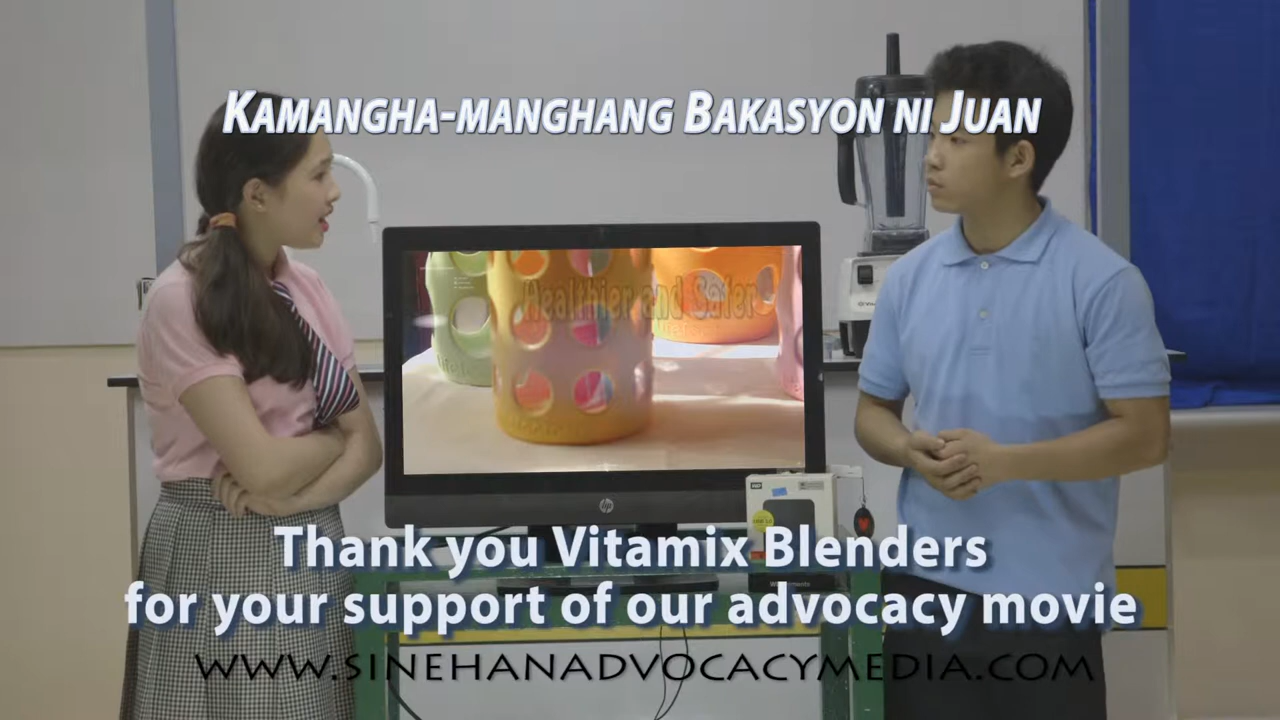 KAMANGHA-MANGHANG BAKASYON NI JUAN
Healthier and Safer
hp
Thank you Vitamix Blenders
for your support of our advocacy movie
WWW.SINEHANADVOCACYMEDIA.COM